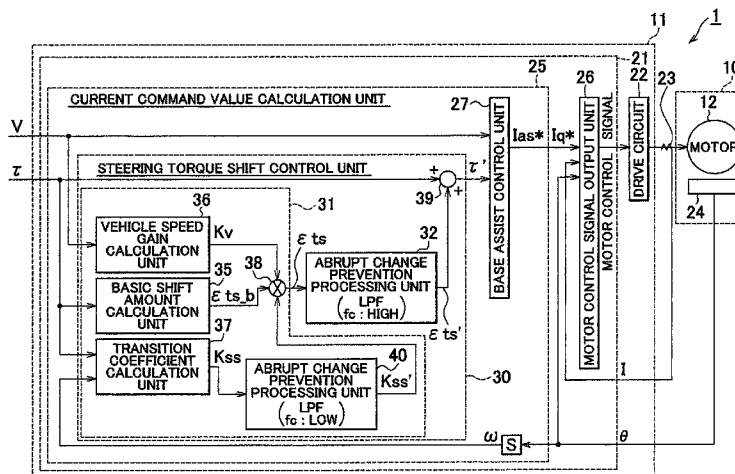 1
11
21
10
25
26
22
23
12
CURRENT COMMAND VALUE CALCULATION UNIT
27
V
τ
STEERING TORQUE SHIFT CONTROL UNIT
τ'
+
+
39
BASE ASSIST CONTROL UNIT
Ias*
Iq*
MOTOR CONTROL SIGNAL OUTPUT UNIT
MOTOR CONTROL SIGNAL
DRIVE CIRCUIT
MOTOR
24
36
31
VEHICLE SPEED
GAIN
CALCULATION
UNIT
Kv
38
εts
32
ABRUPT CHANGE
PREVENTION
PROCESSING UNIT
(LPF
fc : HIGH)
εts'
35
BASIC SHIFT
AMOUNT
CALCULATION
UNIT
εts_b
37
TRANSITION
COEFFICIENT
CALCULATION
UNIT
Kss
40
Kss'
ABRUPT CHANGE
PREVENTION
PROCESSING UNIT
(LPF
fc : LOW)
30
I
ω
S
θ